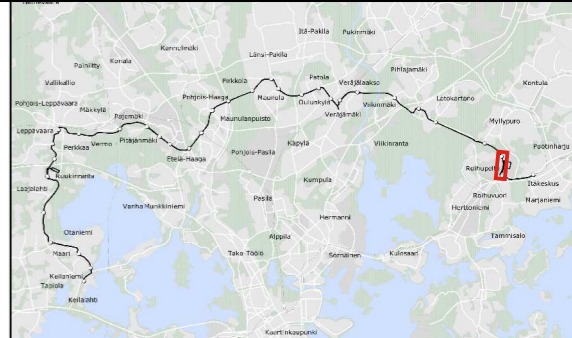 Itä-Pakila
Pukinmäki
Kannelmäki
Länsi-Pakila
Konala
Painiitty
Pirkkola
Patola
Veräjälaakso
Pihlajamäki
Kontula
Vallikallio
Pohjois-Haaga
Maunula
Oulunkylä
Viikinmäki
Latokartano
Pohjois-Leppävaara
Mäkkylä
Pajamäki
Maunulanpuisto
Veräjämäki
Myllypuro
Leppävaara
Perkkaa
Vermo
Pitäjänmäki
Etelä-Haaga
Pohjois-Pasila
Käpylä
Viikinranta
Puotinharju
Ruukinranta
Kumpula
Roihupelto
Itäkeskus
Laajalahti
Pasila
Roihuvuori
Vanha Munkkiniemi
Hermanni
Herttoniemi
Marjaniemi
Otaniemi
Alppila
Tammisalo
Maari
Taka-Töölö
Sörnäinen
Kulosaari
Keilaniemi
Tapiola
Keilalahti
Kaartinkaupunki